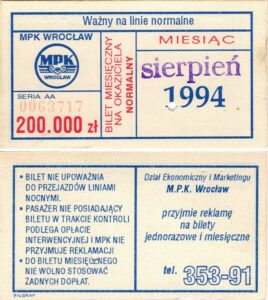 Ważny na linie normalne
MPK WROCŁAW
MPK
WROCŁAW
SERIA AA
0063717
200.000 zł
BILET MIESIĘCZNY
NA OKAZICIELA
NORMALNY
MIESIĄC
sierpień
1994
• BILET NIE UPOWAŻNIA
DO PRZEJAZDÓW LINIAMI
NOCNYMI.
• PASAŻER NIE POSIADAJĄCY
BILETU W TRAKCIE KONTROLI
PODLEGA OPŁACIE
INTERWENCYJNEJ I MPK NIE
PRZYJMUJE REKLAMACJI
• DO BILETU MIESIĘCZNEGO
NIE WOLNO STOSOWAĆ
ŻADNYCH DOPŁAT.
Dział Ekonomiczny i Marketingu
M.P.K. Wrocław
przyjmie reklamę
na bilety
jednorazowe i miesięczne
tel. 353-91